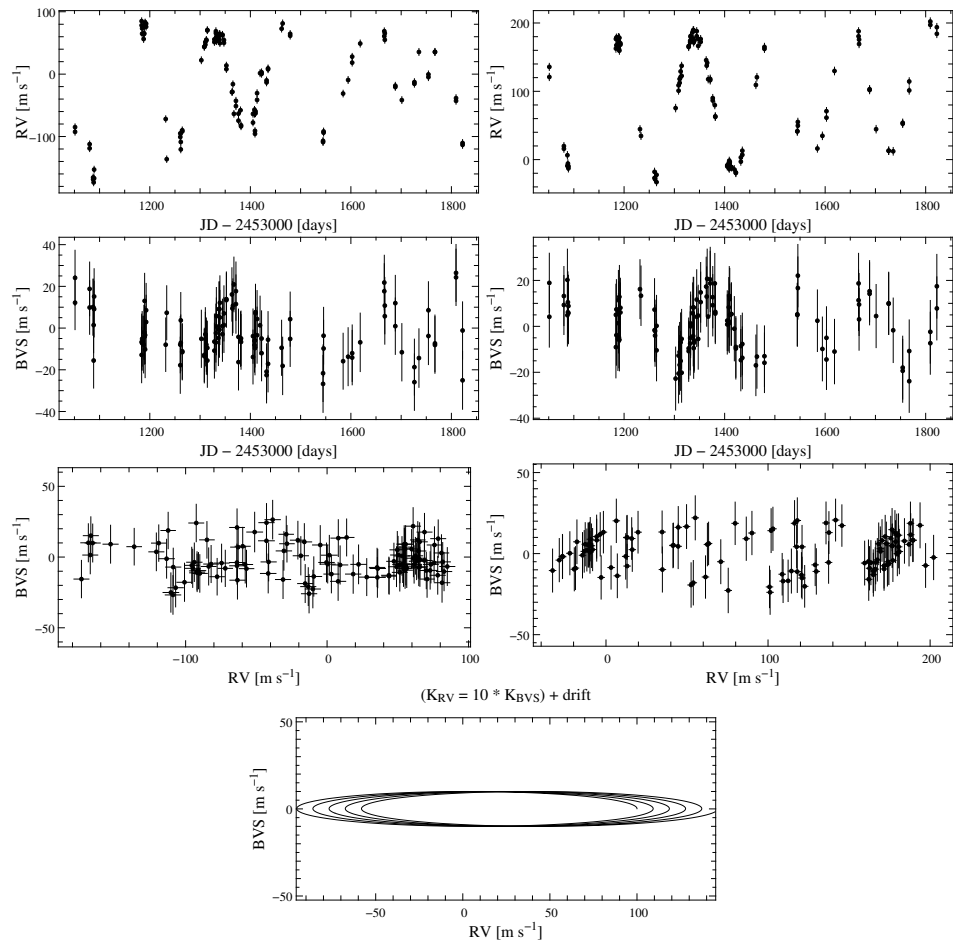 100
0
−100
RV [m s⁻¹]
1200 1400 1600 1800
JD − 2453000 [days]
200
100
0
RV [m s⁻¹]
1200 1400 1600 1800
JD − 2453000 [days]
40
20
0
−20
−40
BVS [m s⁻¹]
1200 1400 1600 1800
JD − 2453000 [days]
40
20
0
−20
−40
BVS [m s⁻¹]
1200 1400 1600 1800
JD − 2453000 [days]
50
0
−50
BVS [m s⁻¹]
−100 0 100
RV [m s⁻¹]
50
0
−50
BVS [m s⁻¹]
0 100 200
RV [m s⁻¹]
(K_RV = 10 * K_BVS) + drift
50
0
−50
BVS [m s⁻¹]
−50 0 50 100
RV [m s⁻¹]